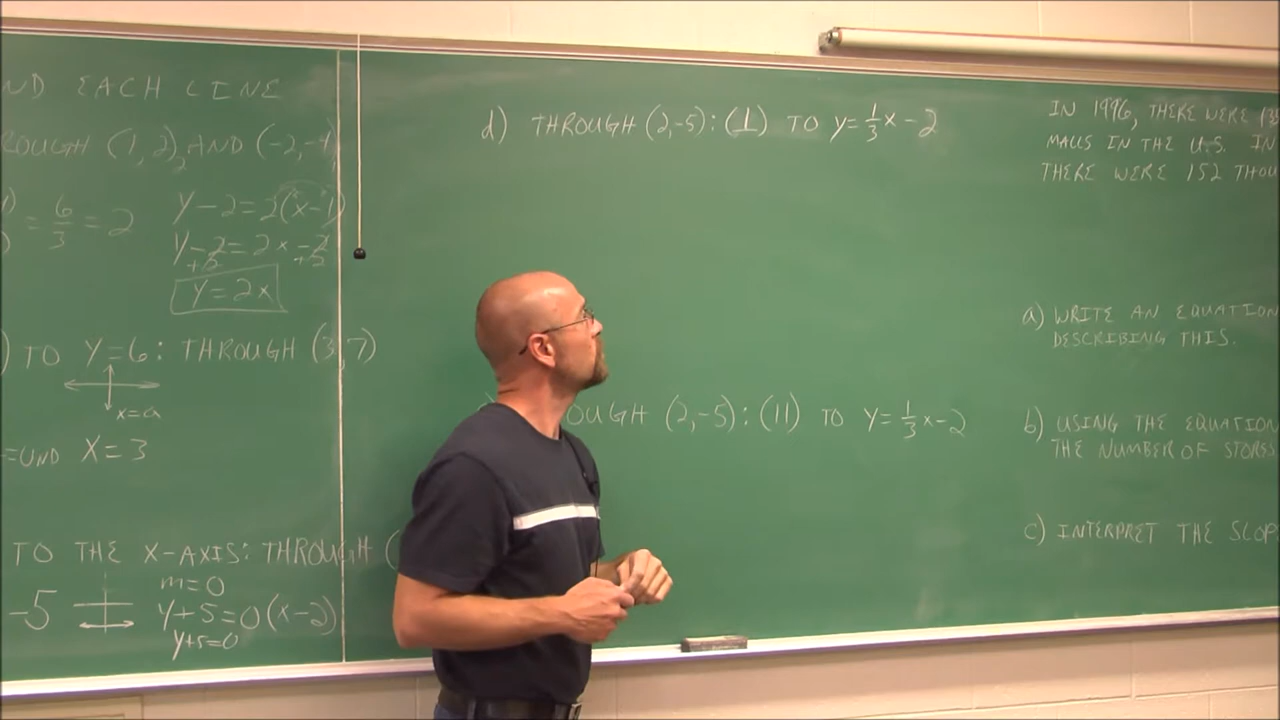 ND EACH LINE
ROUGH (1,2), AND (-2,-4)
= 6/3 = 2
y-2=2(x-1)
y-2=2x-2
+2 +2
y=2x
) TO Y=6: THROUGH (3,7)
x=a
=UND X=3
TO THE X-AXIS: THROUGH (
m=0
-5
y+5=0(x-2)
y+5=0
d) THROUGH (2,-5): (⊥) TO y=1/3x-2
OUGH (2,-5): (11) TO y=1/3x-2
IN 1996, THERE WERE
MALLS IN THE U.S. IN
THERE WERE 152 THOU
a) WRITE AN EQUATION
DESCRIBING THIS.
b) USING THE EQUATION
THE NUMBER OF STORES
c) INTERPRET THE SLOP